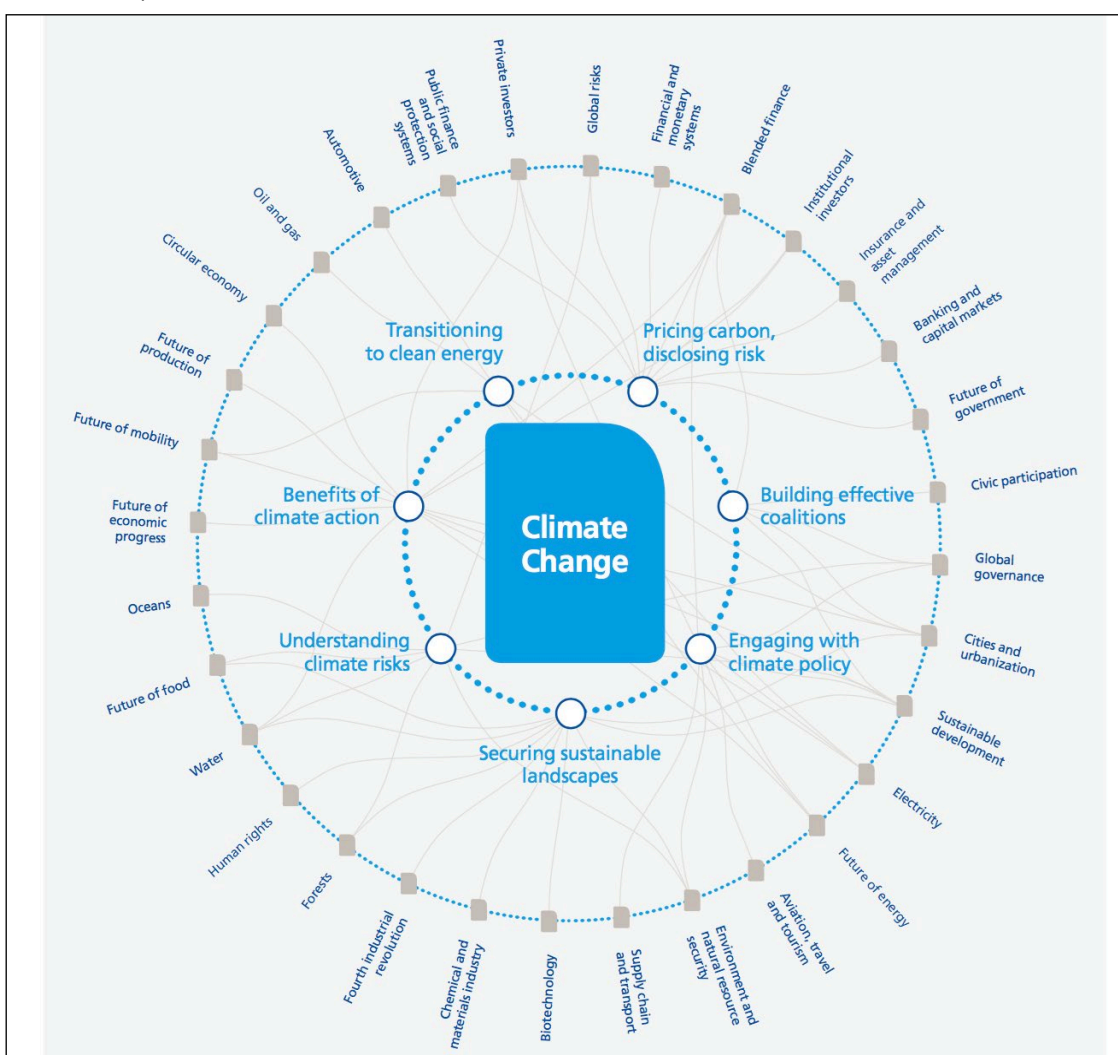 Private investors
Global risks
Financial and
monetary
systems
Blended finance
Institutional
investors
Insurance and
asset
management
Banking and
capital markets
Future of
government
Civic participation
Global
governance
Cities and
urbanization
Sustainable
development
Electricity
Future of energy
Aviation, travel
and tourism
Environment and
natural resource
security
Supply chain
and transport
Biotechnology
Chemical and
materials industry
Fourth industrial
revolution
Forests
Human rights
Water
Future of food
Oceans
Future of
economic
progress
Future of mobility
Future of
production
Circular economy
Oil and gas
Automotive
Public finance
and social
protection
systems
Transitioning
to clean energy
Pricing carbon,
disclosing risk
Building effective
coalitions
Engaging with
climate policy
Securing sustainable
landscapes
Understanding
climate risks
Benefits of
climate action
Climate
Change